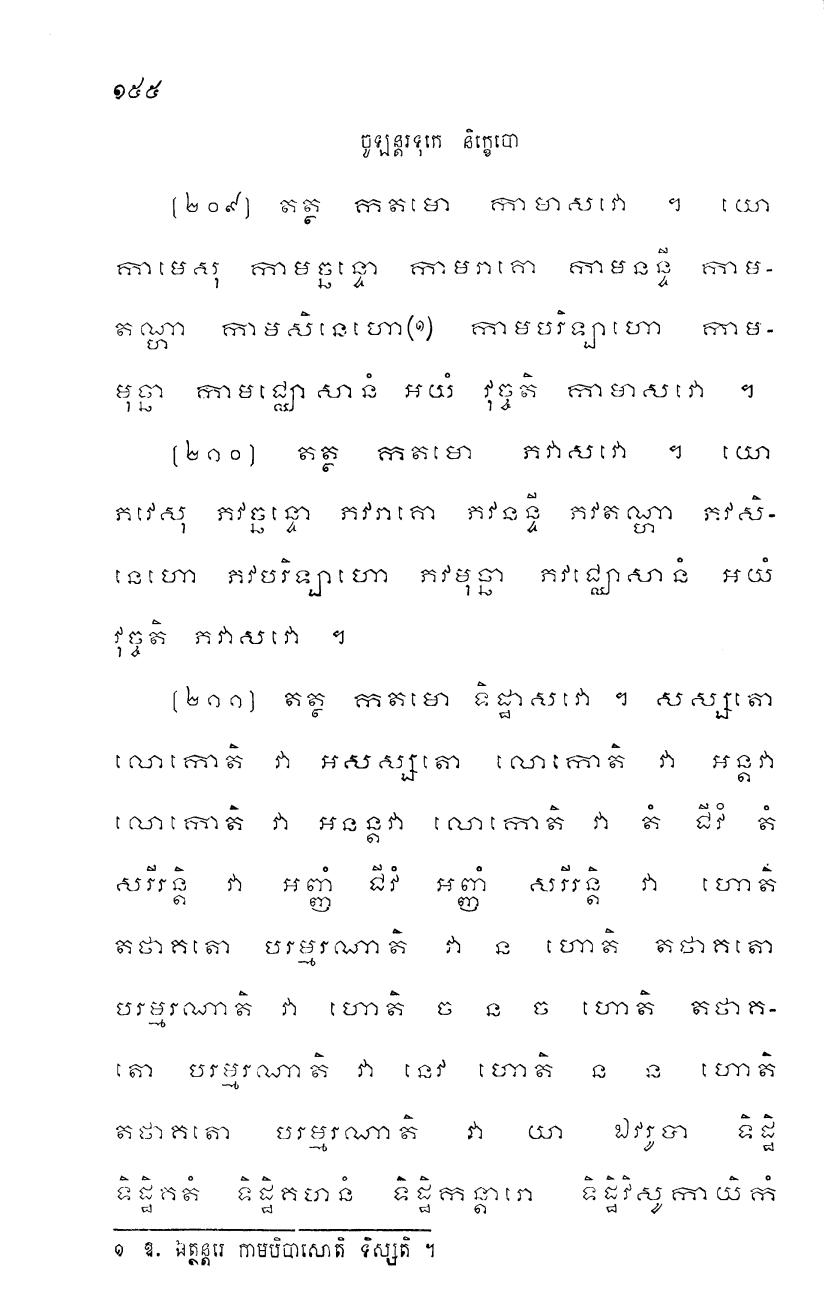 ១៥៥
ចូឡន្តរទុកេ និក្ខេបោ
(២០៩) តត្ថ កតមោ កាមាសវោ ។ យោ
កាមេសុ កាមច្ឆន្ទោ កាមរាគោ កាមនន្ទី កាម-
តណ្ហា កាមសិនេហោ(១) កាមបរិឡាហោ កាម-
មុច្ឆា កាមជ្ឈោសានំ អយំ វុច្ចតិ កាមាសវោ ។
(២១០) តត្ថ កតមោ ភវាសវោ ។ យោ
ភវេសុ ភវច្ឆន្ទោ ភវរាគោ ភវនន្ទី ភវតណ្ហា ភវសិ-
នេហោ ភវបរិឡាហោ ភវមុច្ឆា ភវជ្ឈោសានំ អយំ
វុច្ចតិ ភវាសវោ ។
(២១១) តត្ថ កតមោ ទិដ្ឋាសវោ ។ សស្សតោ
លោកោតិ វា អសស្សតោ លោកោតិ វា អន្តវា
លោកោតិ វា អនន្តវា លោកោតិ វា តំ ជីវំ តំ
សរីរន្តិ វា អញ្ញំ ជីវំ អញ្ញំ សរីរន្តិ វា ហោតិ
តថាគតោ បរម្មរណាតិ វា ន ហោតិ តថាគតោ
បរម្មរណាតិ វា ហោតិ ច ន ច ហោតិ តថាគ-
តោ បរម្មរណាតិ វា នេវ ហោតិ ន ន ហោតិ
តថាគតោ បរម្មរណាតិ វា យា ឯវរូបា ទិដ្ឋិ
ទិដ្ឋិគតំ ទិដ្ឋិគហនំ ទិដ្ឋិកន្តារោ ទិដ្ឋិវិសូកាយិកំ
១ ឱ. ឯត្ថន្តរេ កាមបិបាសោតិ ទិស្សតិ ។